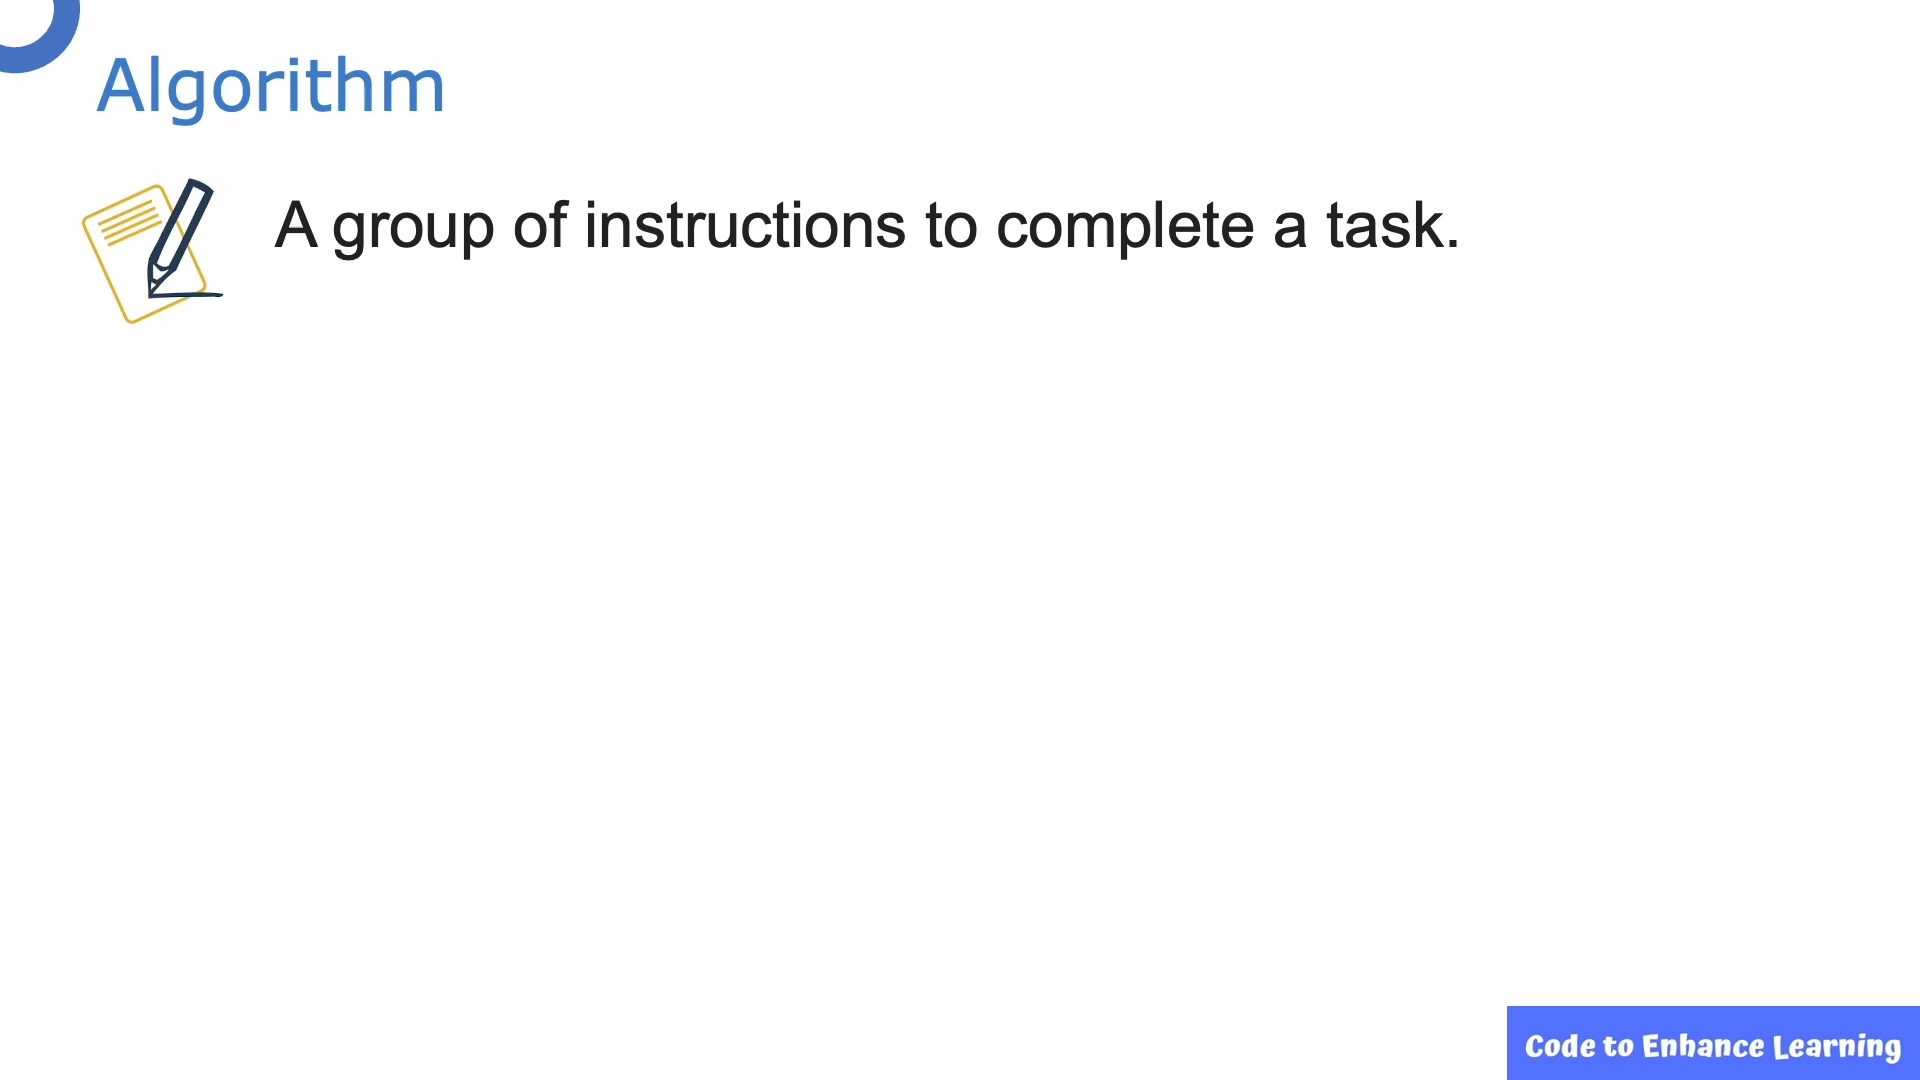 Algorithm
A group of instructions to complete a task.
Code to Enhance Learning